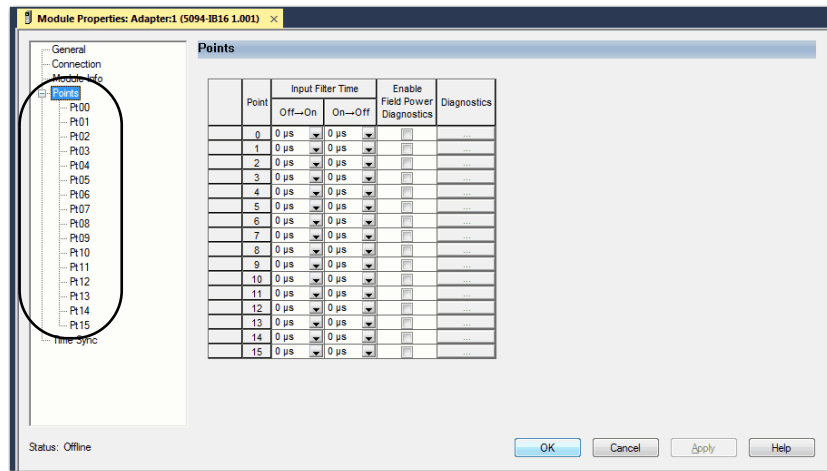 Module Properties: Adapter:1 (5094-IB16 1.001) ×
General
Connection
Module Info
Points
Pt00
Pt01
Pt02
Pt03
Pt04
Pt05
Pt06
Pt07
Pt08
Pt09
Pt10
Pt11
Pt12
Pt13
Pt14
Pt15
Time Sync
Points
Point
Input Filter Time
Off→On
On→Off
Enable
Field Power
Diagnostics
Diagnostics
0 0 µs 0 µs ...
1 0 µs 0 µs ...
2 0 µs 0 µs ...
3 0 µs 0 µs ...
4 0 µs 0 µs ...
5 0 µs 0 µs ...
6 0 µs 0 µs ...
7 0 µs 0 µs ...
8 0 µs 0 µs ...
9 0 µs 0 µs ...
10 0 µs 0 µs ...
11 0 µs 0 µs ...
12 0 µs 0 µs ...
13 0 µs 0 µs ...
14 0 µs 0 µs ...
15 0 µs 0 µs ...
Status: Offline
OK Cancel Apply Help